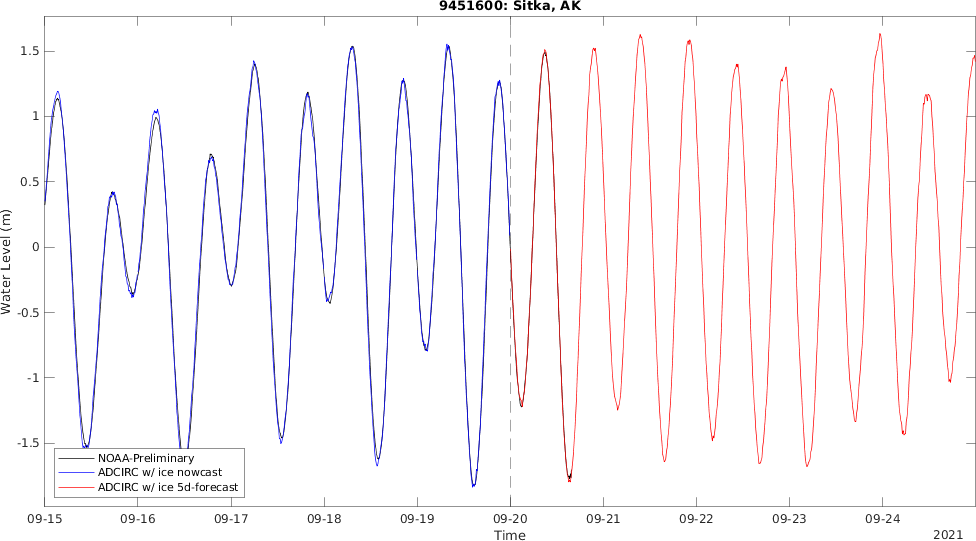 9451600: Sitka, AK
1.5
1
0.5
0
-0.5
-1
-1.5
Water Level (m)
NOAA-Preliminary
ADCIRC w/ ice nowcast
ADCIRC w/ ice 5d-forecast
09-15 09-16 09-17 09-18 09-19 09-20 09-21 09-22 09-23 09-24
Time
2021